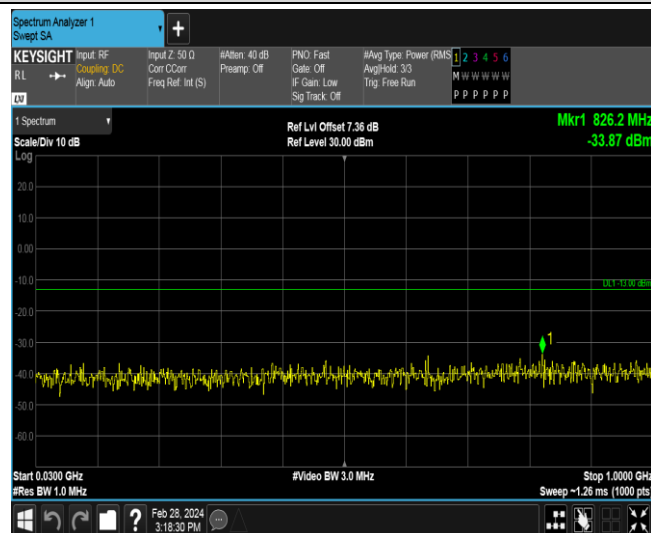 Spectrum Analyzer 1
Swept SA
+
KEYSIGHT
RL
Input: RF
Coupling: DC
Align: Auto
Input Z: 50 Ω
Corr CCorr
Freq Ref: Int (S)
#Atten: 40 dB
Preamp: Off
PNO: Fast
Gate: Off
IF Gain: Low
Sig Track: Off
#Avg Type: Power (RMS
Avg|Hold: 3/3
Trig: Free Run
1 2 3 4 5 6
M W W W W W
P P P P P P
1 Spectrum
Scale/Div 10 dB
Log
Ref Lvl Offset 7.36 dB
Ref Level 30.00 dBm
Mkr1 826.2 MHz
-33.87 dBm
20.0
10.0
0.00
-10.0
DL1 -13.00 dBm
-20.0
-30.0
1
-40.0
-50.0
-60.0
Start 0.0300 GHz
#Res BW 1.0 MHz
#Video BW 3.0 MHz
Stop 1.0000 GHz
Sweep ~1.26 ms (1000 pts)
?
Feb 28, 2024
3:18:30 PM